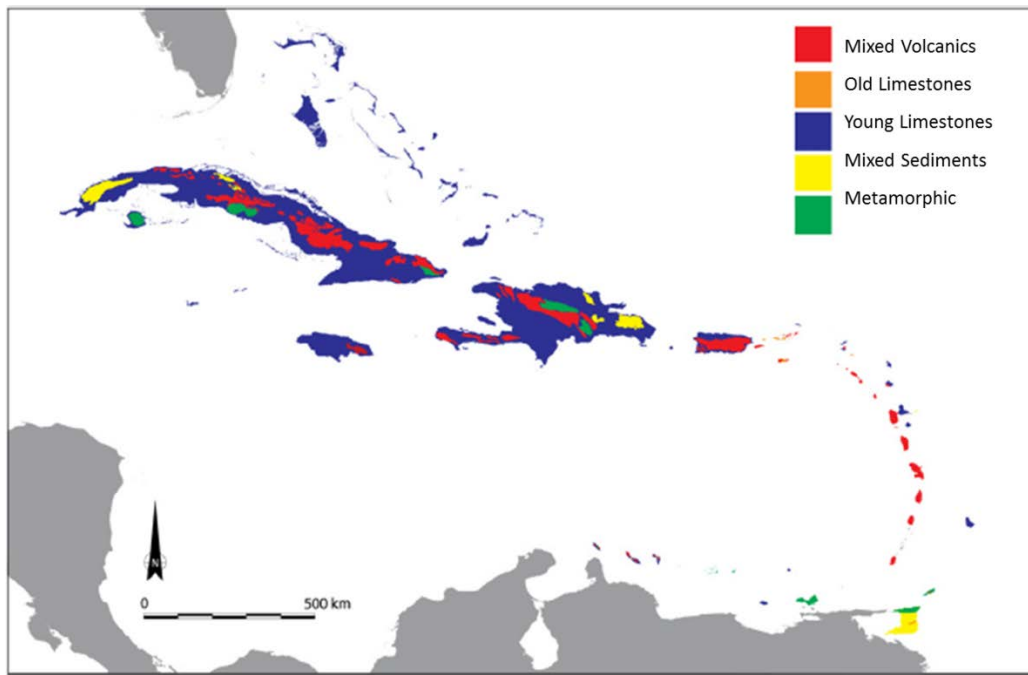 Mixed Volcanics
Old Limestones
Young Limestones
Mixed Sediments
Metamorphic
N
0 500 km